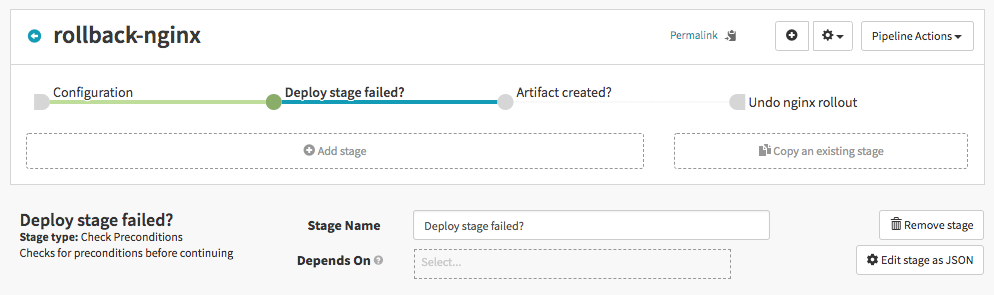 rollback-nginx
Permalink
Pipeline Actions
Configuration
Deploy stage failed?
Artifact created?
Undo nginx rollout
Add stage
Copy an existing stage
Deploy stage failed?
Stage type: Check Preconditions
Checks for preconditions before continuing
Stage Name
Deploy stage failed?
Remove stage
Depends On
Select...
Edit stage as JSON